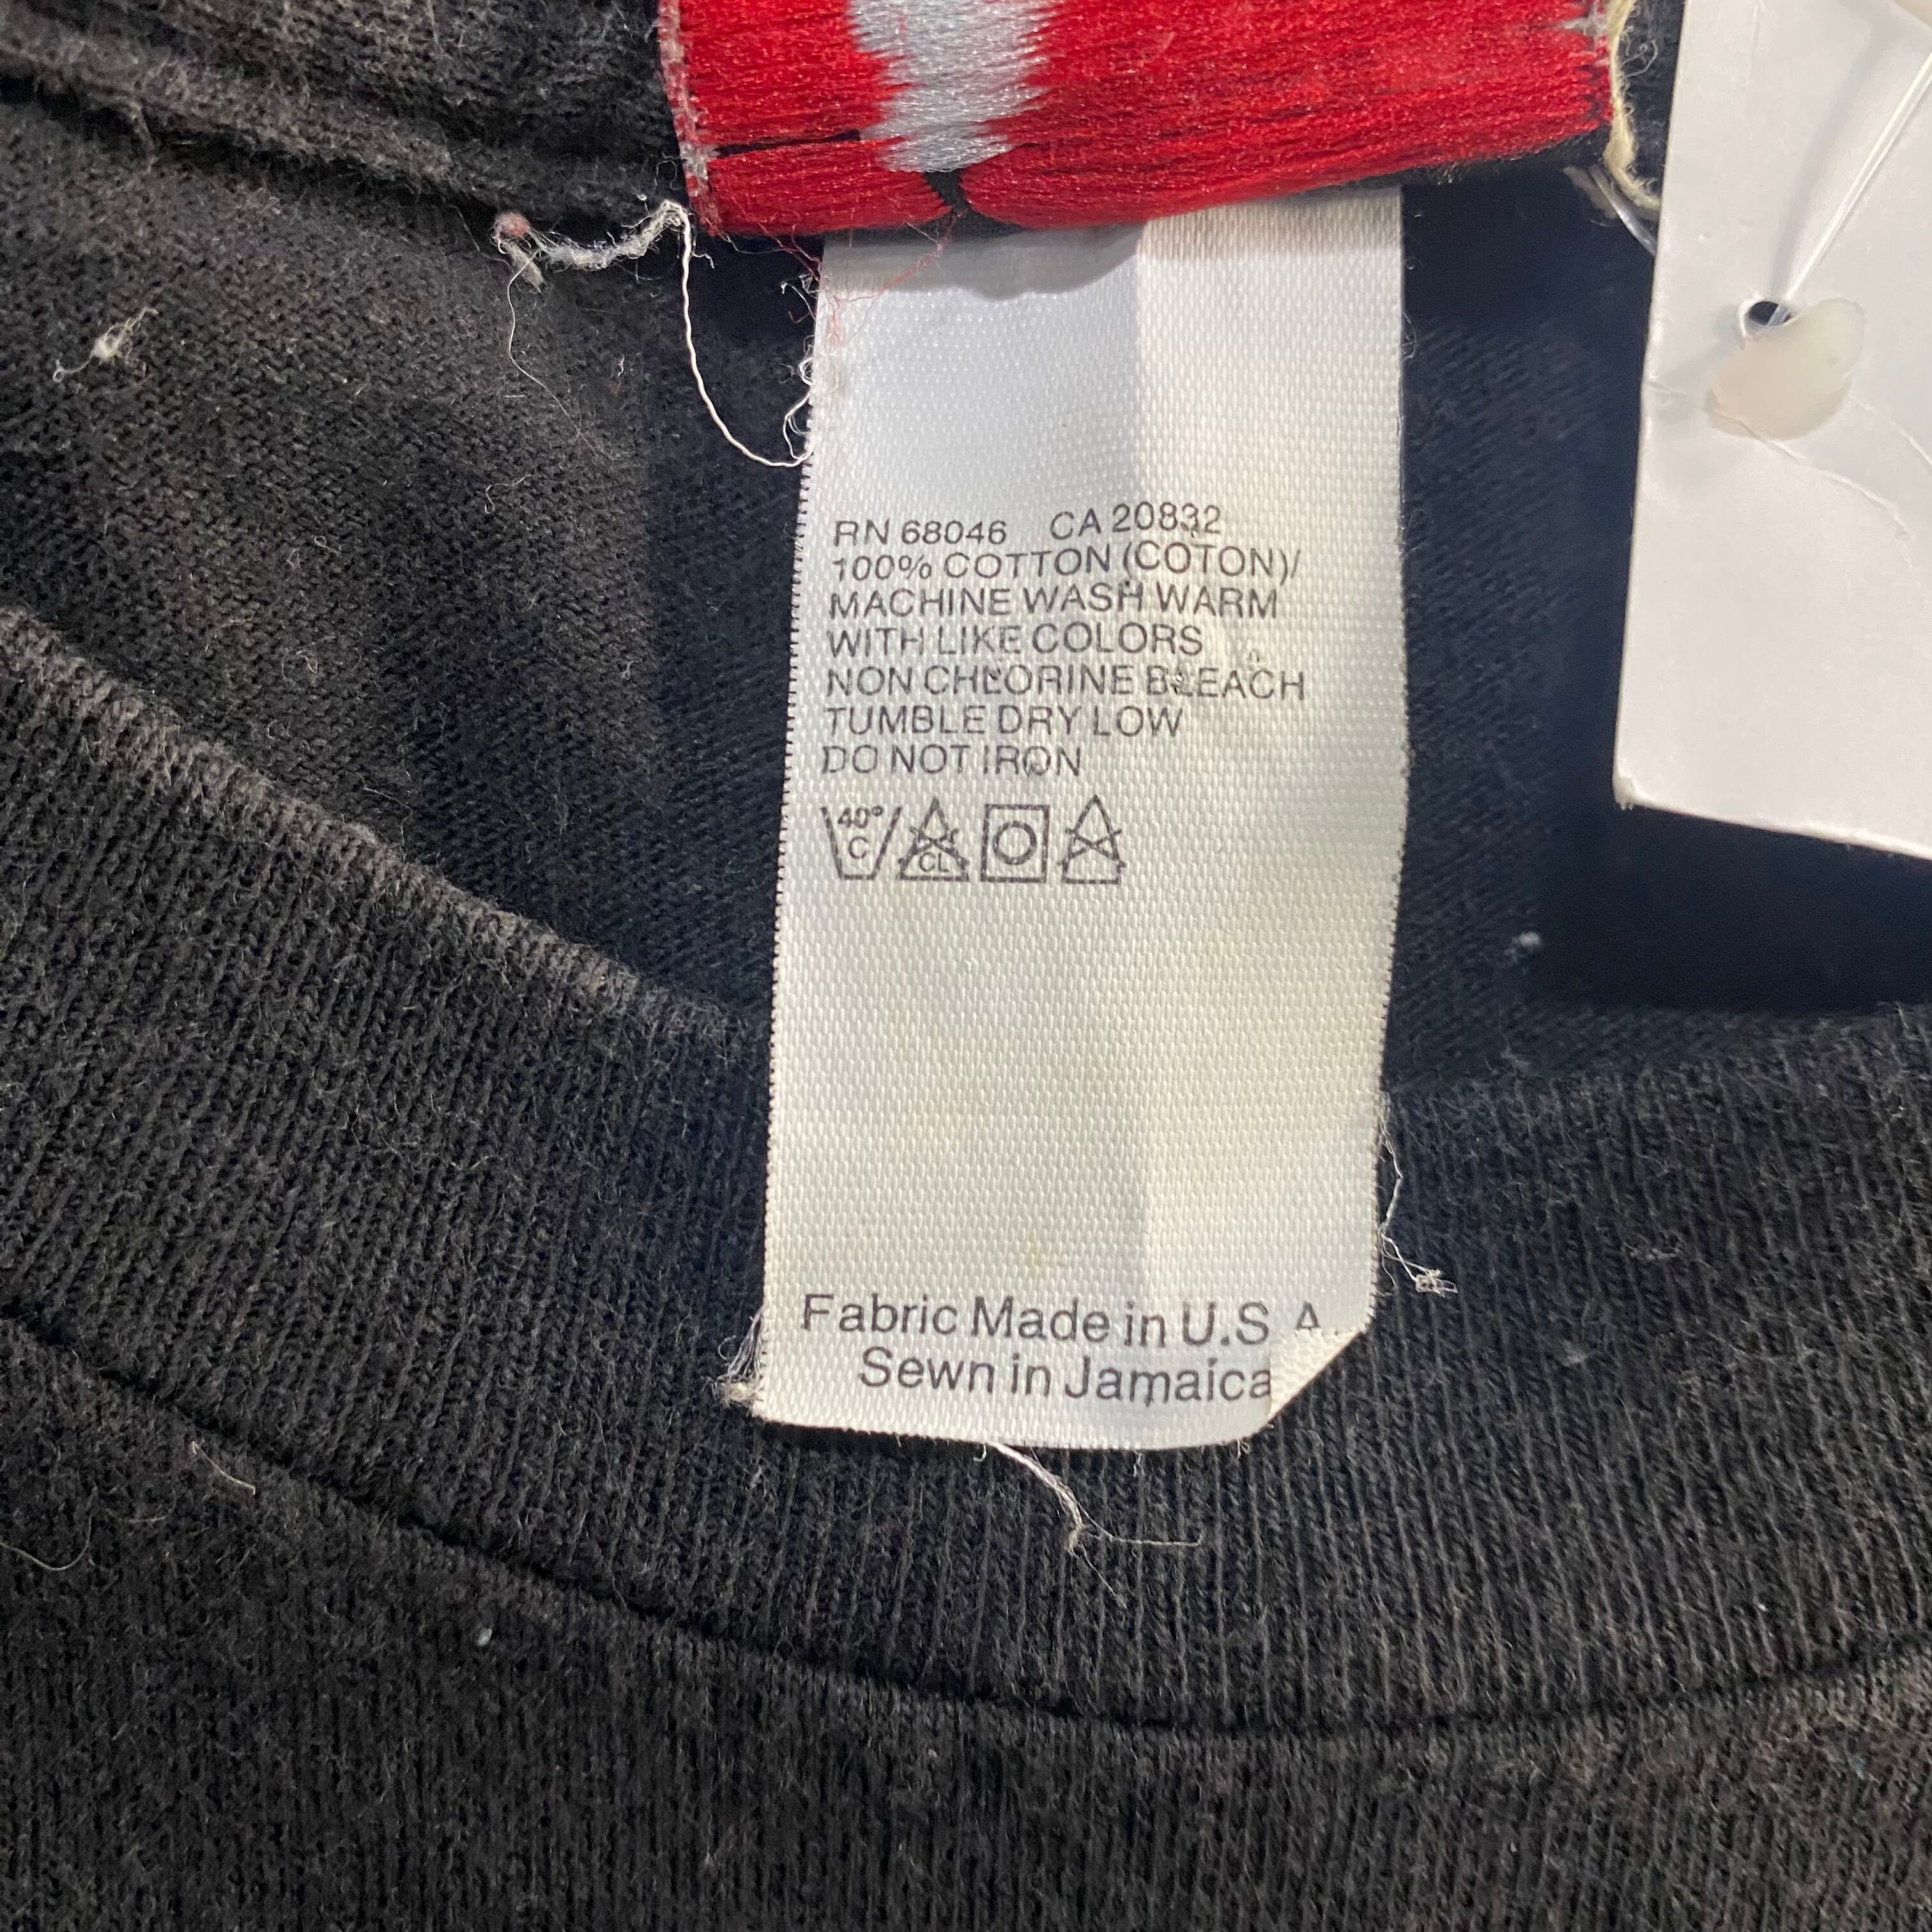 RN 68046 CA 20832
100% COTTON (COTON)/
MACHINE WASH WARM
WITH LIKE COLORS
NON CHLORINE BLEACH
TUMBLE DRY LOW
DO NOT IRON
40°
C CL
Fabric Made in U.S A
Sewn in Jamaica